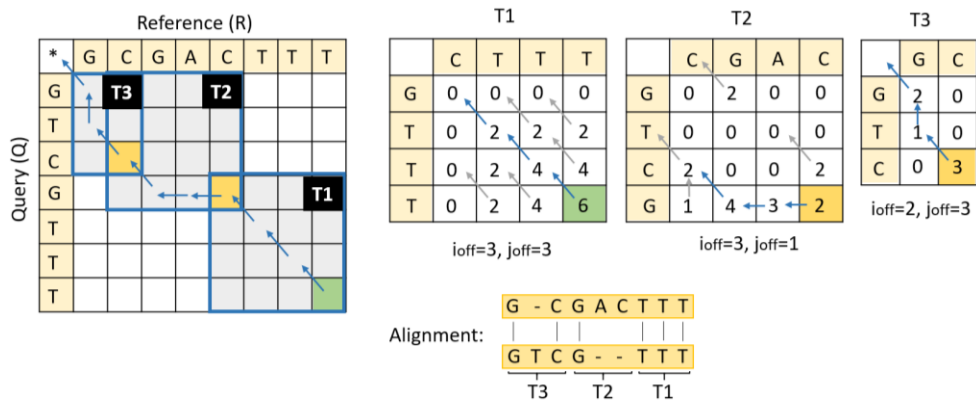 Reference (R)
* G C G A C T T T
Query (Q)
G T3 T2
T
C
G T1
T
T
T
T1
C T T T
G 0 0 0 0
T 0 2 2 2
T 0 2 4 4
T 0 2 4 6
ioff=3, joff=3
T2
C G A C
G 0 2 0 0
T 0 0 0 0
C 2 0 0 2
G 1 4 3 2
ioff=3, joff=1
T3
G C
G 2 0
T 1 0
C 0 3
ioff=2, joff=3
Alignment:
G - C G A C T T T
G T C G - - T T T
T3 T2 T1